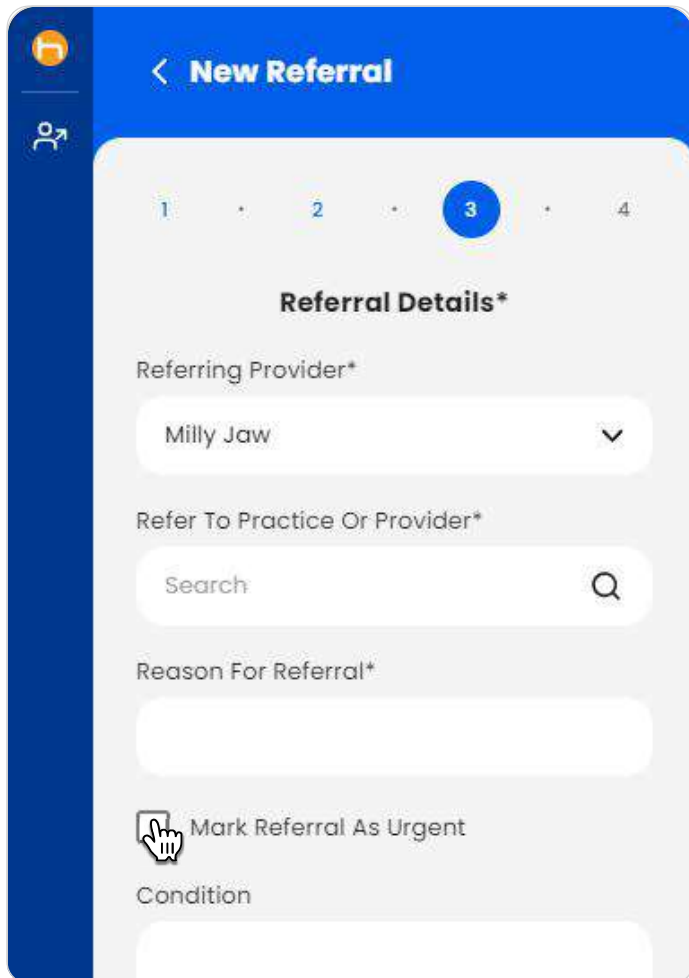 New Referral
1 · 2 · 3 · 4
Referral Details*
Referring Provider*
Milly Jaw
Refer To Practice Or Provider*
Search
Reason For Referral*
Mark Referral As Urgent
Condition